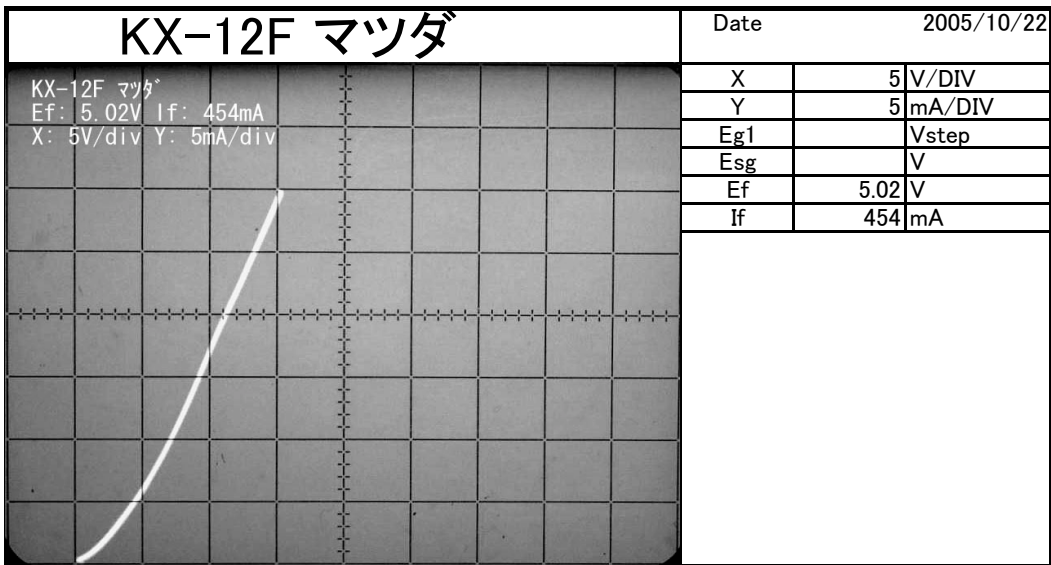 KX-12F マツダ
Date 2005/10/22
KX-12F マツダ
Ef: 5.02V If: 454mA
X: 5V/div Y: 5mA/div
X 5 V/DIV
Y 5 mA/DIV
Eg1 Vstep
Esg V
Ef 5.02 V
If 454 mA